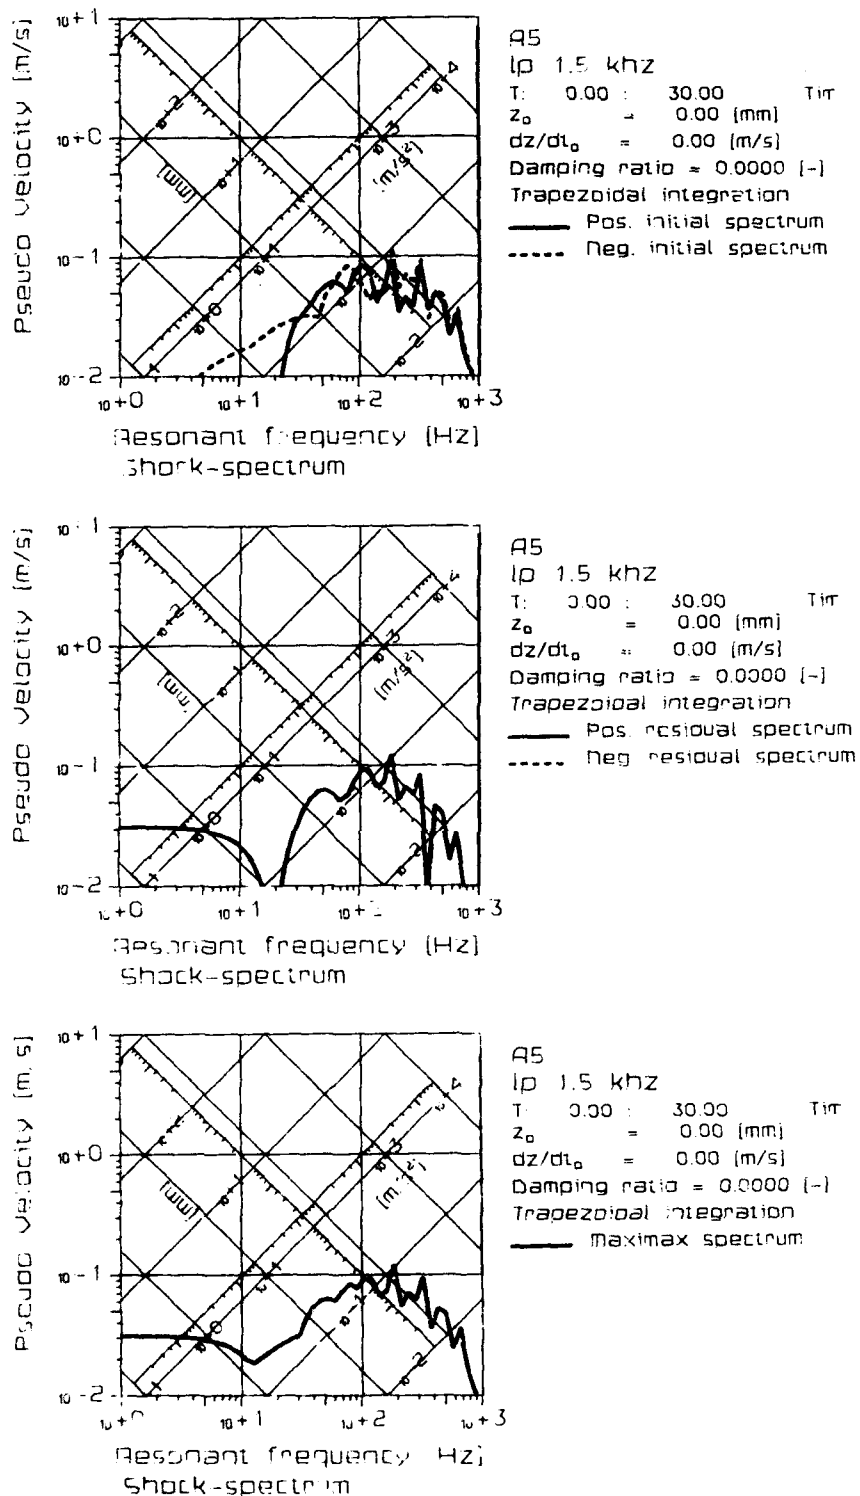 10+1
10+0
10-1
10-2
Pseudo velocity [m/s]
10+0 10+1 10+2 10+3
Resonant frequency [Hz]
Shock-spectrum
[mm]
[m/s²]
A5
lp 1.5 khz
T: 0.00 : 30.00 Tim
z₀ = 0.00 [mm]
dz/dt₀ = 0.00 [m/s]
Damping ratio = 0.0000 [-]
Trapezoidal integration
Pos. initial spectrum
Neg. initial spectrum
10+1
10+0
10-1
10-2
Pseudo velocity [m/s]
10+0 10+1 10+2 10+3
Resonant frequency [Hz]
Shock-spectrum
[m/s²]
A5
lp 1.5 khz
T: 0.00 : 30.00 Tim
z₀ = 0.00 [mm]
dz/dt₀ = 0.00 [m/s]
Damping ratio = 0.0000 [-]
Trapezoidal integration
Pos. residual spectrum
Neg residual spectrum
10+1
10+0
10-1
10-2
Pseudo velocity [m/s]
10+0 10+1 10+2 10+3
Resonant frequency [Hz]
Shock-spectrum
[mm]
A5
lp 1.5 khz
T: 0.00 : 30.00 Tim
z₀ = 0.00 [mm]
dz/dt₀ = 0.00 [m/s]
Damping ratio = 0.0000 [-]
Trapezoidal integration
Maximax spectrum